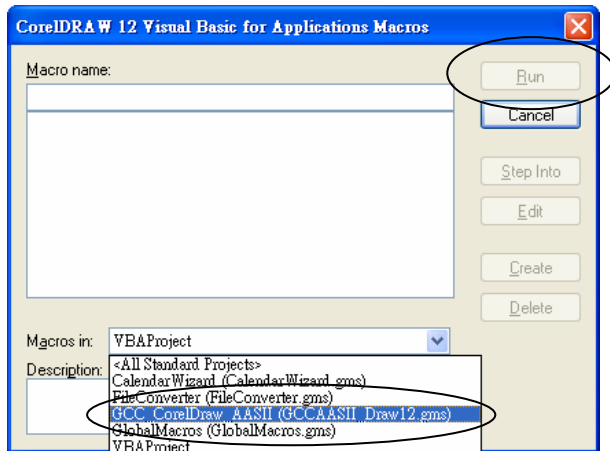 CorelDRAW 12 Visual Basic for Applications Macros
Macro name:
Run
Cancel
Step Into
Edit
Create
Delete
Macros in: VBAProject
Description:
<All Standard Projects>
CalendarWizard (CalendarWizard.gms)
FileConverter (FileConverter.gms)
GCC_CorelDraw_AASII (GCCAASII_Draw12.gms)
GlobalMacros (GlobalMacros.gms)
VBAProject